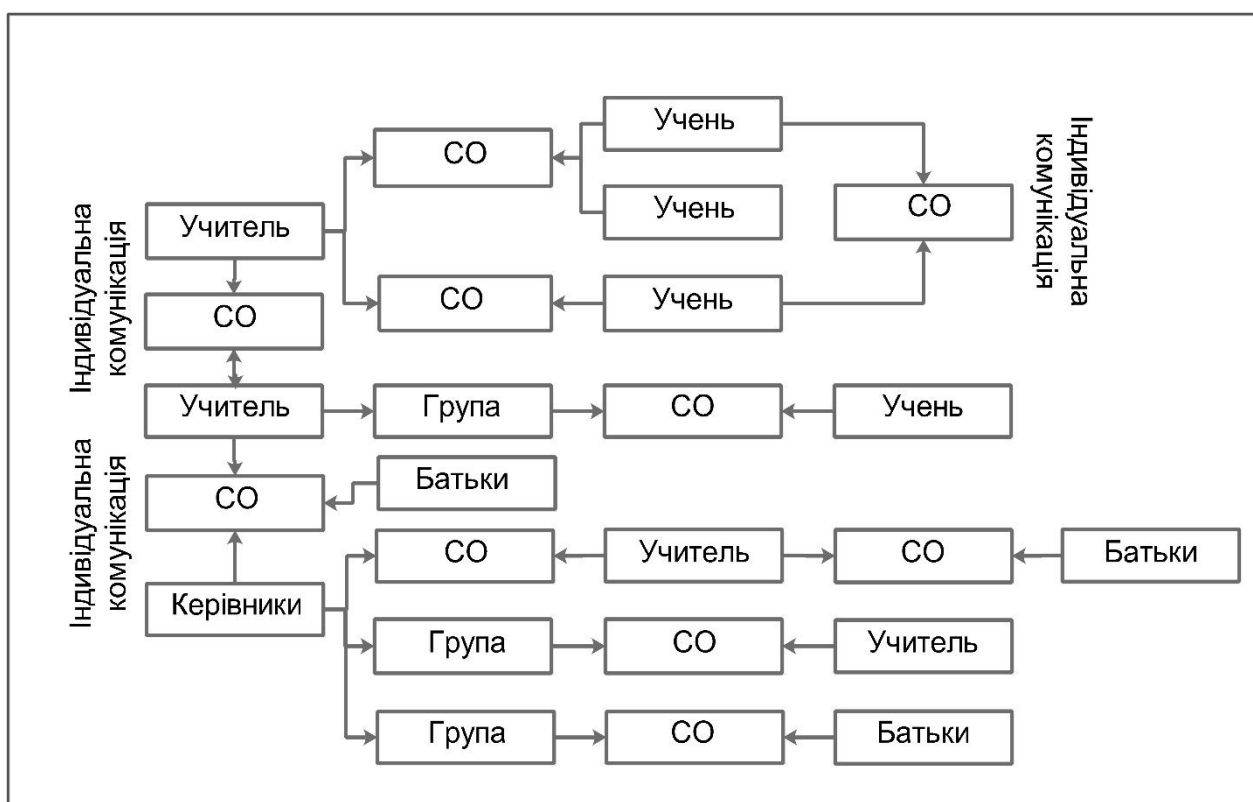 Учень
СО
Індивідуальна
комунікація
Учень
СО
Індивідуальна
комунікація
Учитель
СО
Учень
СО
СО
Учитель
Група
СО
Учень
Індивідуальна
комунікація
СО
Батьки
СО
Учитель
СО
Батьки
Керівники
Група
СО
Учитель
Група
СО
Батьки